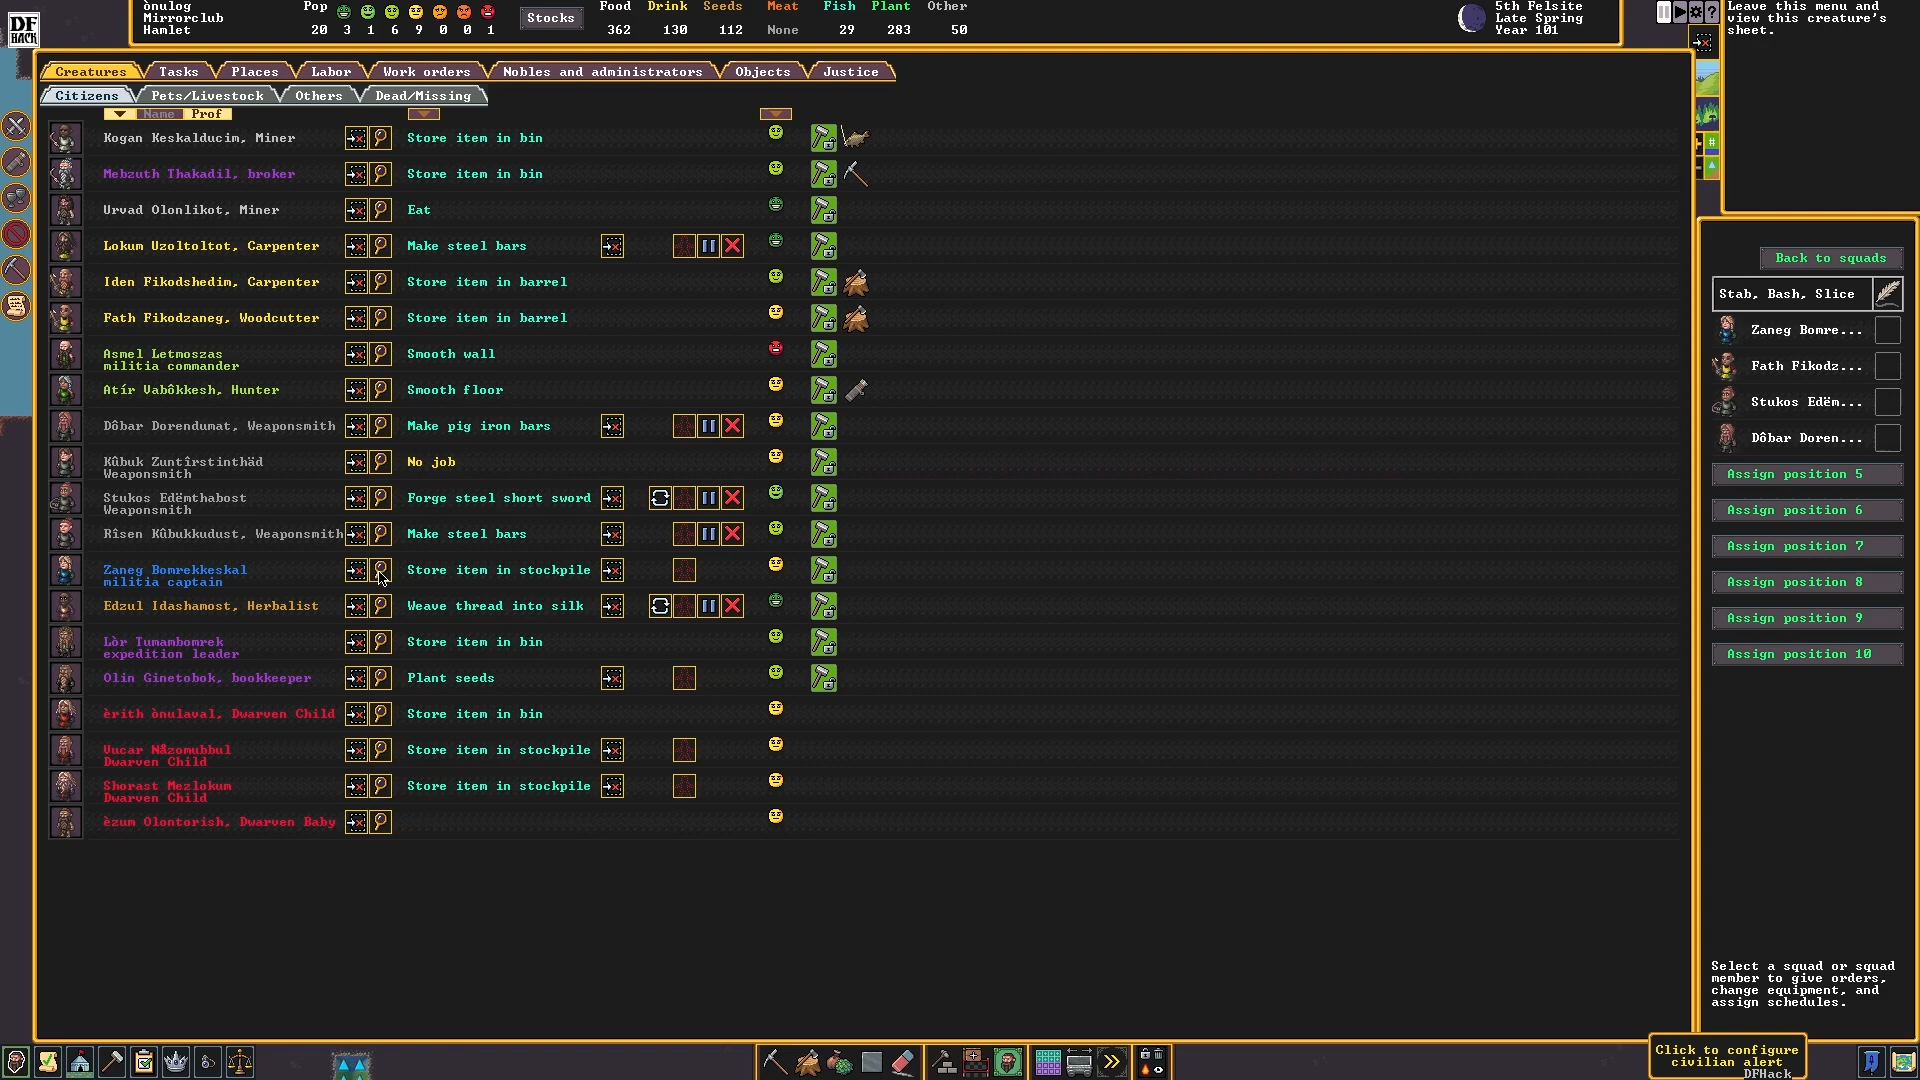 DF
HACK
ònulog
Mirrorclub
Hamlet
Pop
20 3 1 6 9 0 0 1
Stocks
Food Drink Seeds Meat Fish Plant Other
362 130 112 None 29 283 50
5th Felsite
Late Spring
Year 101
Leave this menu and
view this creature's
sheet.
Creatures Tasks Places Labor Work orders Nobles and administrators Objects Justice
Citizens Pets/Livestock Others Dead/Missing
Name Prof
Kogan Keskalducim, Miner Store item in bin
Mebzuth Thakadil, broker Store item in bin
Urvad Olonlikot, Miner Eat
Lokum Uzoltoltot, Carpenter Make steel bars
Iden Fikodshedim, Carpenter Store item in barrel
Fath Fikodzaneg, Woodcutter Store item in barrel
Asmel Letmoszas
militia commander
Smooth wall
Atír Vabôkkesh, Hunter Smooth floor
Dôbar Dorendumat, Weaponsmith Make pig iron bars
Kûbuk Zuntîrstinthäd
Weaponsmith
No job
Stukos Edëmthabost
Weaponsmith
Forge steel short sword
Rîsen Kûbukkudust, Weaponsmith Make steel bars
Zaneg Bomrekkeskal
militia captain
Store item in stockpile
Edzul Idashamost, Herbalist Weave thread into silk
Lòr Tumambomrek
expedition leader
Store item in bin
Olin Ginetobok, bookkeeper Plant seeds
èrith ònulaval, Dwarven Child Store item in bin
Vucar Nåzomubbul
Dwarven Child
Store item in stockpile
Shorast Mezlokum
Dwarven Child
Store item in stockpile
èzum Olontorish, Dwarven Baby
Back to squads
Stab, Bash, Slice
Zaneg Bomre...
Fath Fikodz...
Stukos Edëm...
Dôbar Doren...
Assign position 5
Assign position 6
Assign position 7
Assign position 8
Assign position 9
Assign position 10
Select a squad or squad
member to give orders,
change equipment, and
assign schedules.
Click to configure
civilian alert
DFHack